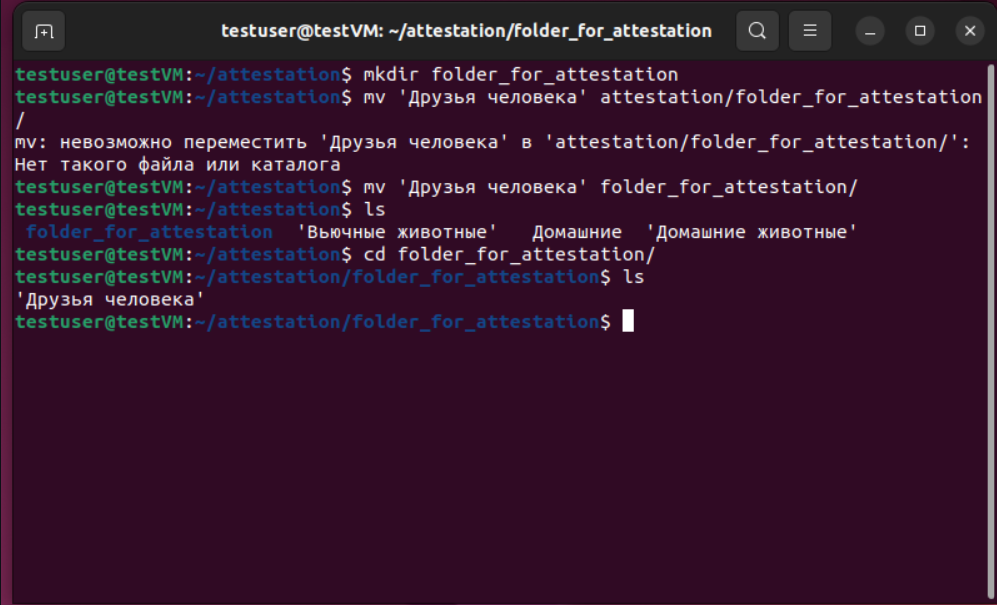 testuser@testVM: ~/attestation/folder_for_attestation
testuser@testVM:~/attestation$ mkdir folder_for_attestation
testuser@testVM:~/attestation$ mv 'Друзья человека' attestation/folder_for_attestation
/
mv: невозможно переместить 'Друзья человека' в 'attestation/folder_for_attestation/':
Нет такого файла или каталога
testuser@testVM:~/attestation$ mv 'Друзья человека' folder_for_attestation/
testuser@testVM:~/attestation$ ls
folder_for_attestation  'Вьючные животные'   Домашние  'Домашние животные'
testuser@testVM:~/attestation$ cd folder_for_attestation/
testuser@testVM:~/attestation/folder_for_attestation$ ls
'Друзья человека'
testuser@testVM:~/attestation/folder_for_attestation$